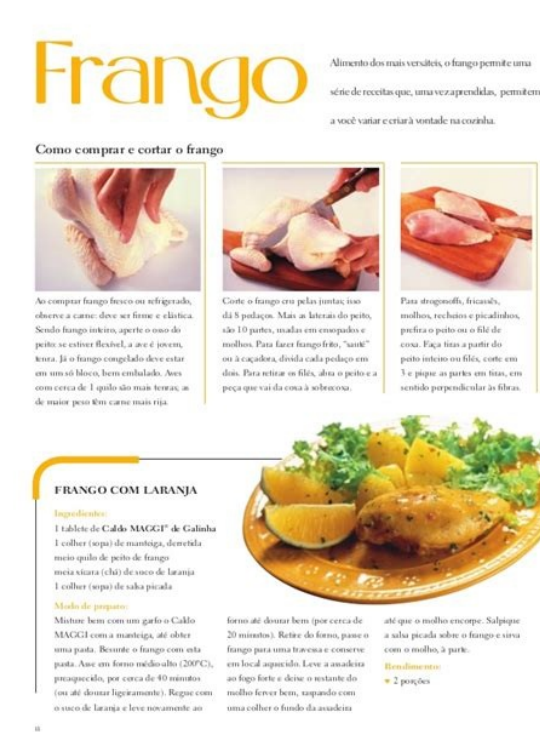 Frango
Alimento dos mais versáteis, o frango permite uma
série de receitas que, uma vez aprendidas, permitem
a você variar e criar à vontade na cozinha.
Como comprar e cortar o frango
Ao comprar frango fresco ou refrigerado,
observe a carne: deve ser firme e elástica.
Sendo frango inteiro, aperte o osso do
peito: se estiver flexível, a ave é jovem,
tenra. Já o frango congelado deve estar
em um só bloco, bem embalado. Aves
com cerca de 1 quilo são mais tenras; as
de maior peso têm carne mais rija.
Corte o frango cru pelas juntas; isso
dá 8 pedaços. Mais as laterais do peito,
são 10 partes, usadas em ensopados e
molhos. Para fazer frango frito, "sauté"
ou à caçadora, divida cada pedaço em
dois. Para retirar os filés, abra o peito e a
peça que vai da coxa à sobrecoxa.
Para strogonoffs, fricassés,
molhos, recheios e picadinhos,
prefira o peito ou o filé de
coxa. Faça tiras a partir do
peito inteiro ou filés, corte em
3 e pique as partes em tiras, em
sentido perpendicular às fibras.
FRANGO COM LARANJA
Ingredientes:
1 tablete de Caldo MAGGI® de Galinha
1 colher (sopa) de manteiga, derretida
meio quilo de peito de frango
meia xícara (chá) de suco de laranja
1 colher (sopa) de salsa picada
Modo de preparo:
Misture bem com um garfo o Caldo
MAGGI com a manteiga, até obter
uma pasta. Besunte o frango com esta
pasta. Asse em forno médio-alto (200°C),
preaquecido, por cerca de 40 minutos
(ou até dourar ligeiramente). Regue com
o suco de laranja e leve novamente ao
forno até dourar bem (por cerca de
20 minutos). Retire do forno, passe o
frango para uma travessa e conserve
em local aquecido. Leve a assadeira
ao fogo forte e deixe o restante do
molho ferver bem, raspando com
uma colher o fundo da assadeira
até que o molho encorpe. Salpique
a salsa picada sobre o frango e sirva
com o molho, à parte.
Rendimento:
2 porções